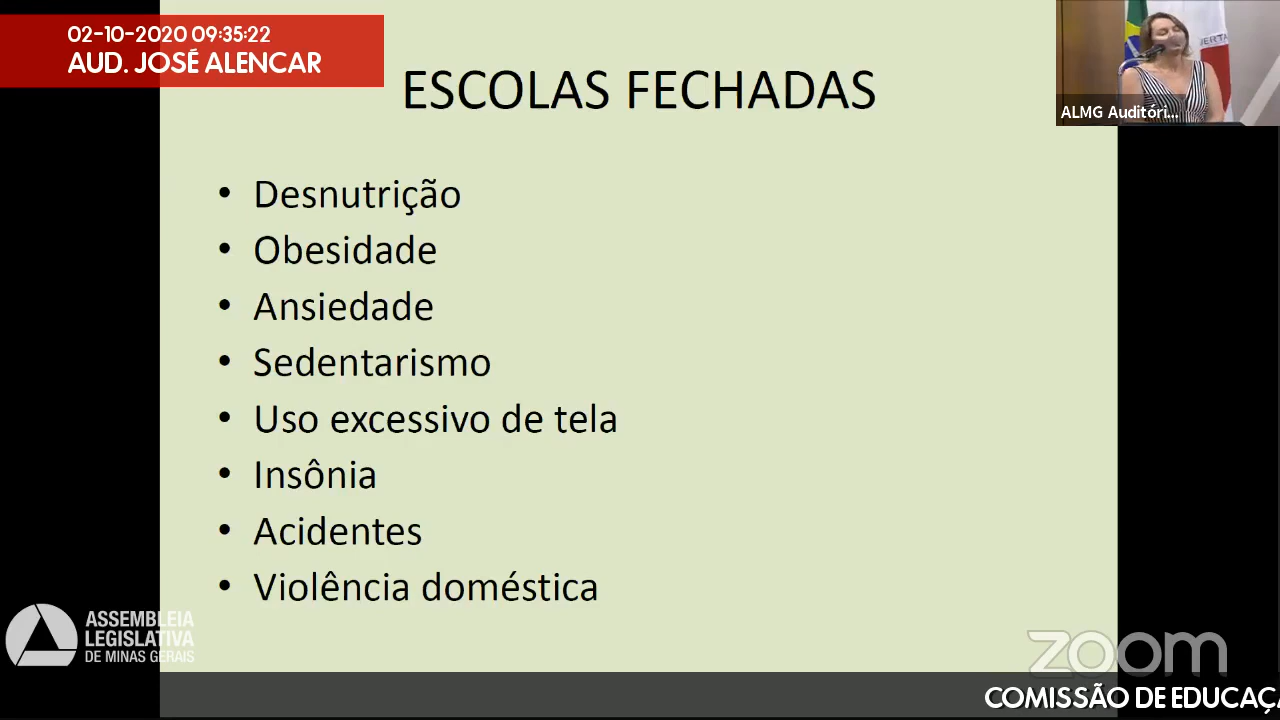 02-10-2020 09:35:22
AUD. JOSÉ ALENCAR
ESCOLAS FECHADAS
ALMG Auditóri...
• Desnutrição
• Obesidade
• Ansiedade
• Sedentarismo
• Uso excessivo de tela
• Insônia
• Acidentes
• Violência doméstica
ASSEMBLEIA
LEGISLATIVA
DE MINAS GERAIS
zoom
COMISSÃO DE EDUCAÇA